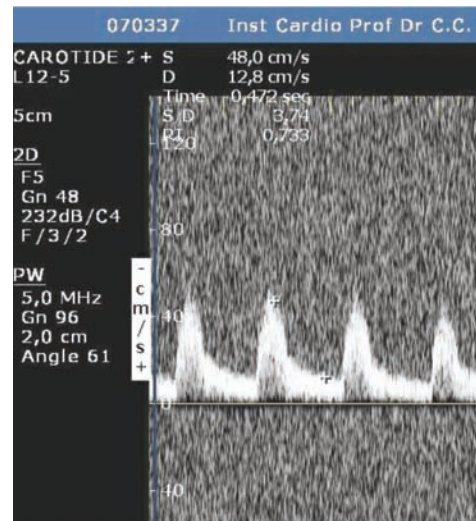 070337 Inst Cardio Prof Dr C.C.
CAROTIDE 2 + S 48,0 cm/s
L12-5 D 12,8 cm/s
Time 0,472 sec
5cm S/D 3,74
RI 0,733
120
2D
F5
Gn 48
232dB/C4
F/3/2
80
PW
5,0 MHz
Gn 96
2,0 cm
Angle 61
-
c
m
/
s
+
40
0
-40